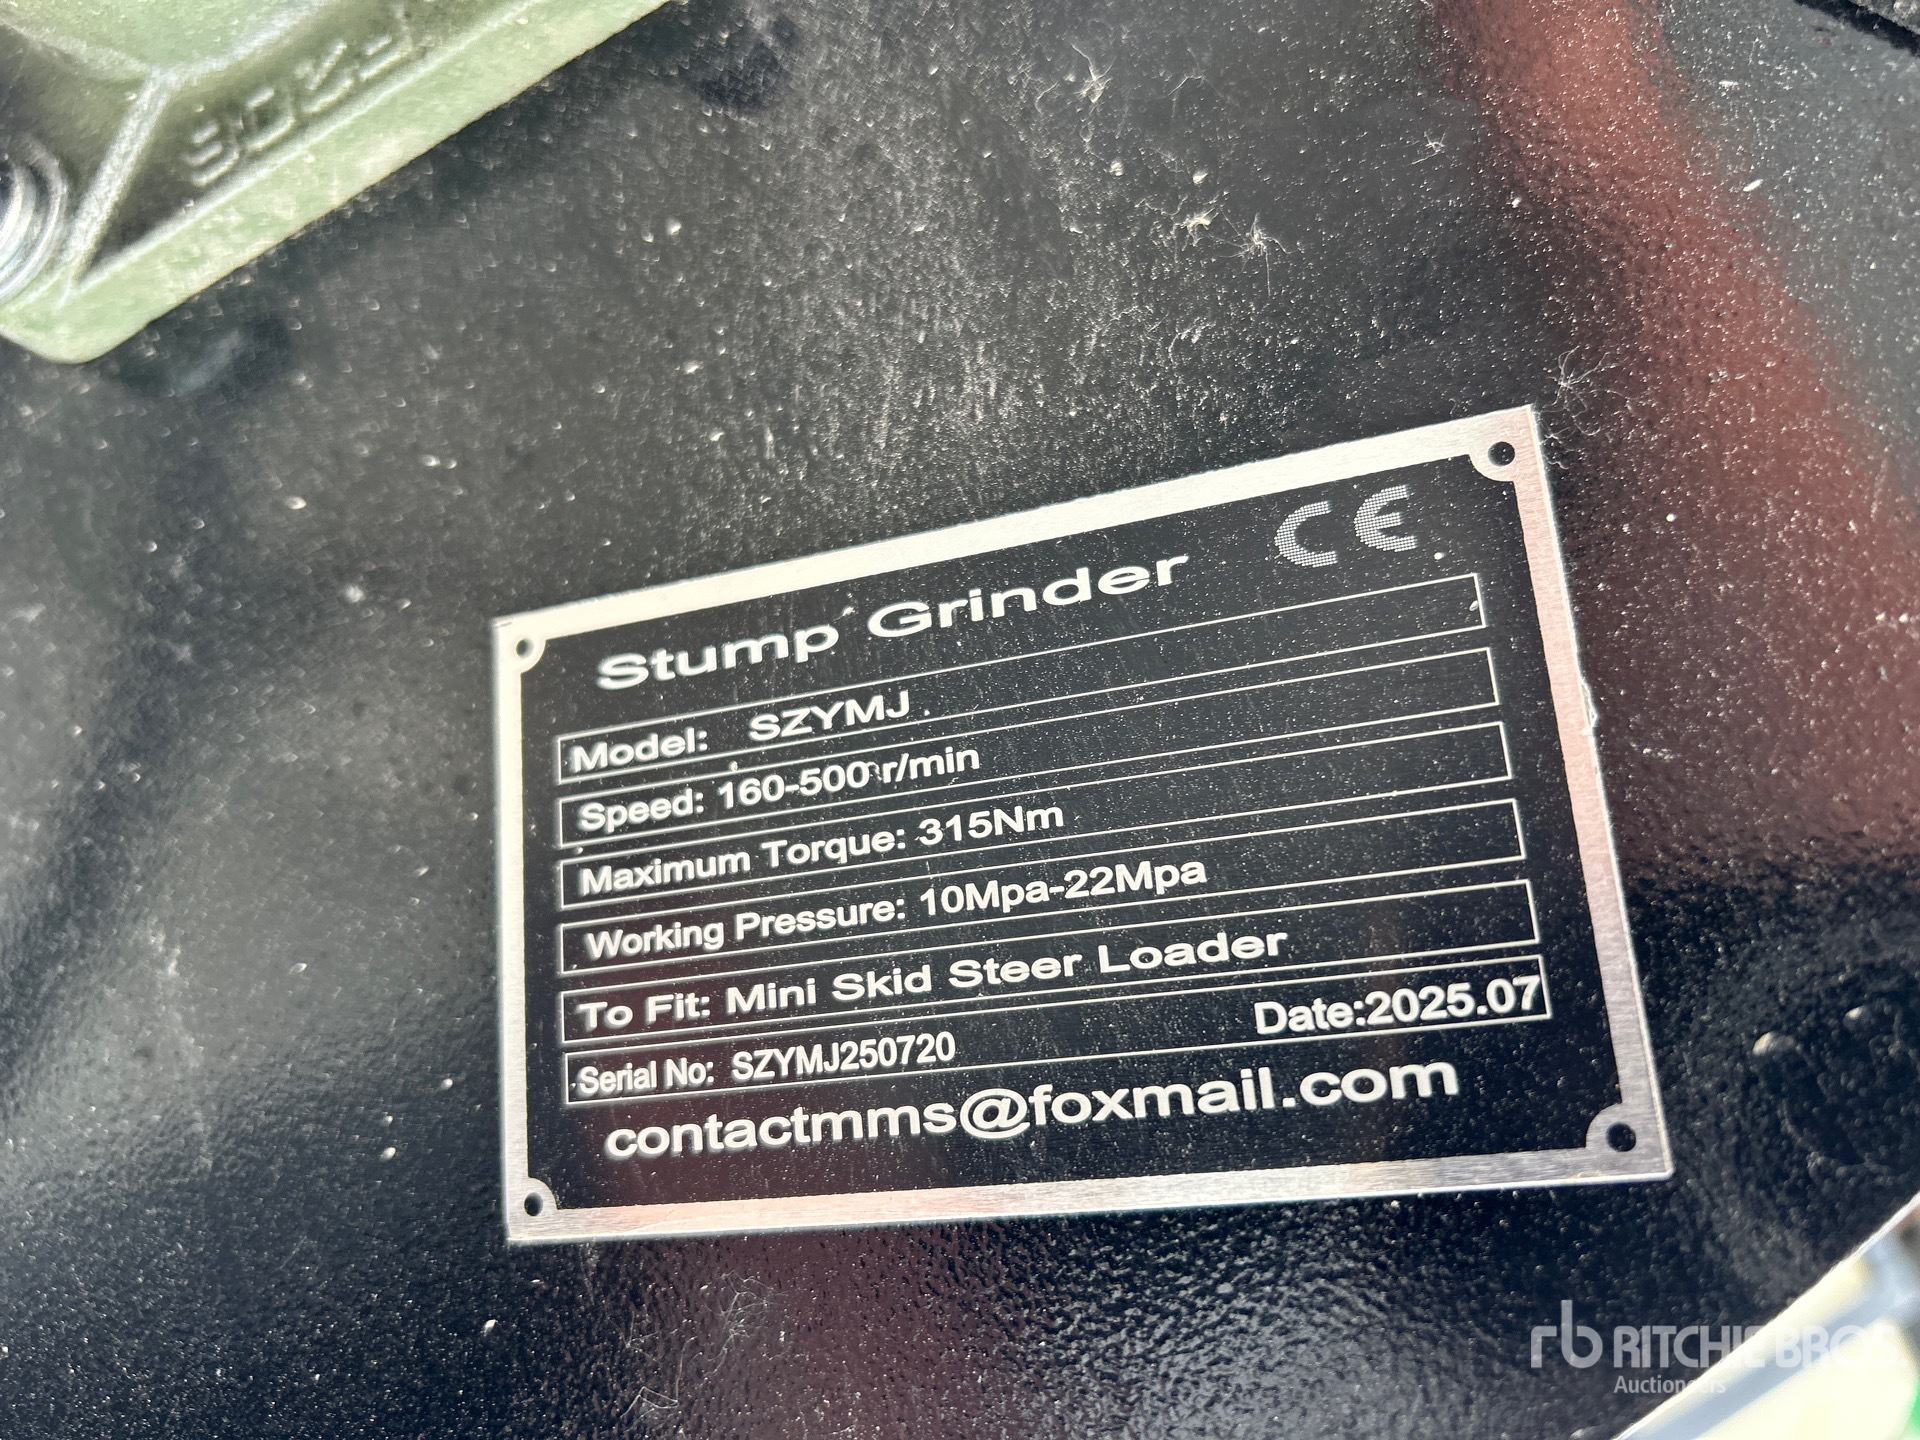 Stump Grinder CE
Model: SZYMJ
Speed: 160-500 r/min
Maximum Torque: 315Nm
Working Pressure: 10Mpa-22Mpa
To Fit: Mini Skid Steer Loader
Serial No: SZYMJ250720 Date:2025.07
contactmms@foxmail.com
rb RITCHIE BROS.
Auctioneers